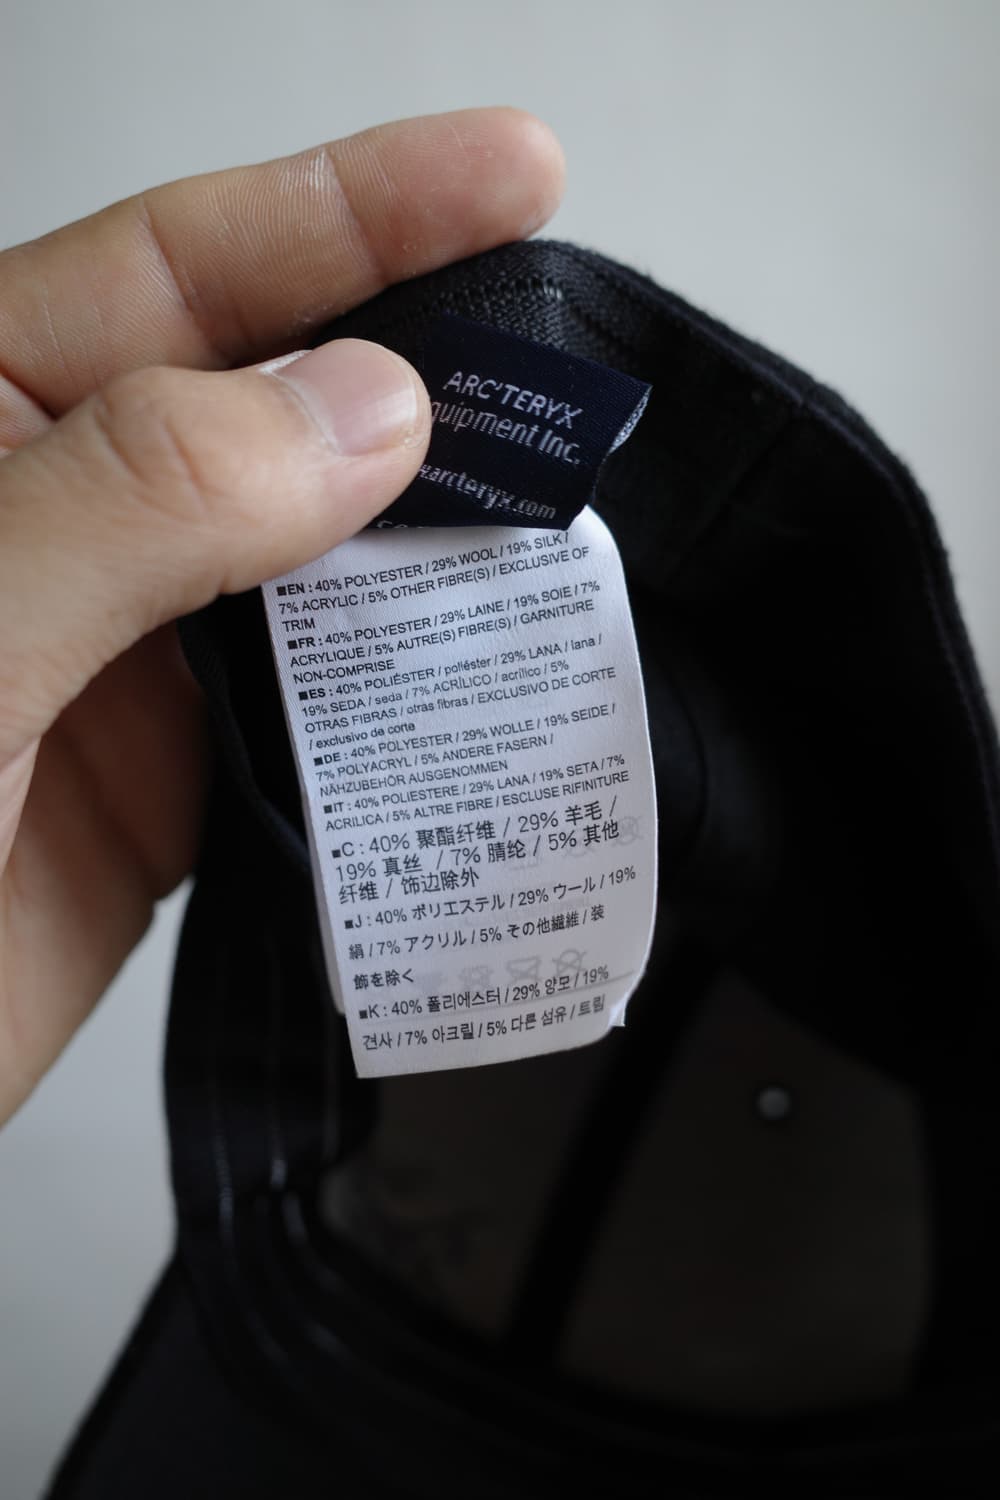 ARC'TERYX
Equipment Inc.
.arcteryx.com
■EN : 40% POLYESTER / 29% WOOL / 19% SILK /
7% ACRYLIC / 5% OTHER FIBRE(S) / EXCLUSIVE OF
TRIM
■FR : 40% POLYESTER / 29% LAINE / 19% SOIE / 7%
ACRYLIQUE / 5% AUTRE(S) FIBRE(S) / GARNITURE
NON-COMPRISE
■ES : 40% POLIÉSTER / poliéster / 29% LANA / lana /
19% SEDA / seda / 7% ACRÍLICO / acrílico / 5%
OTRAS FIBRAS / otras fibras / EXCLUSIVO DE CORTE
/ exclusivo de corte
■DE : 40% POLYESTER / 29% WOLLE / 19% SEIDE /
7% POLYACRYL / 5% ANDERE FASERN /
NÄHZUBEHÖR AUSGENOMMEN
■IT : 40% POLIESTERE / 29% LANA / 19% SETA / 7%
ACRILICA / 5% ALTRE FIBRE / ESCLUSE RIFINITURE
■C : 40% 聚酯纤维 / 29% 羊毛 /
19% 真丝 / 7% 腈纶 / 5% 其他
纤维 / 饰边除外
■J : 40% ポリエステル / 29% ウール / 19%
絹 / 7% アクリル / 5% その他繊維 / 装
飾を除く
■K : 40% 폴리에스터 / 29% 양모 / 19%
견사 / 7% 아크릴 / 5% 다른 섬유 / 트림